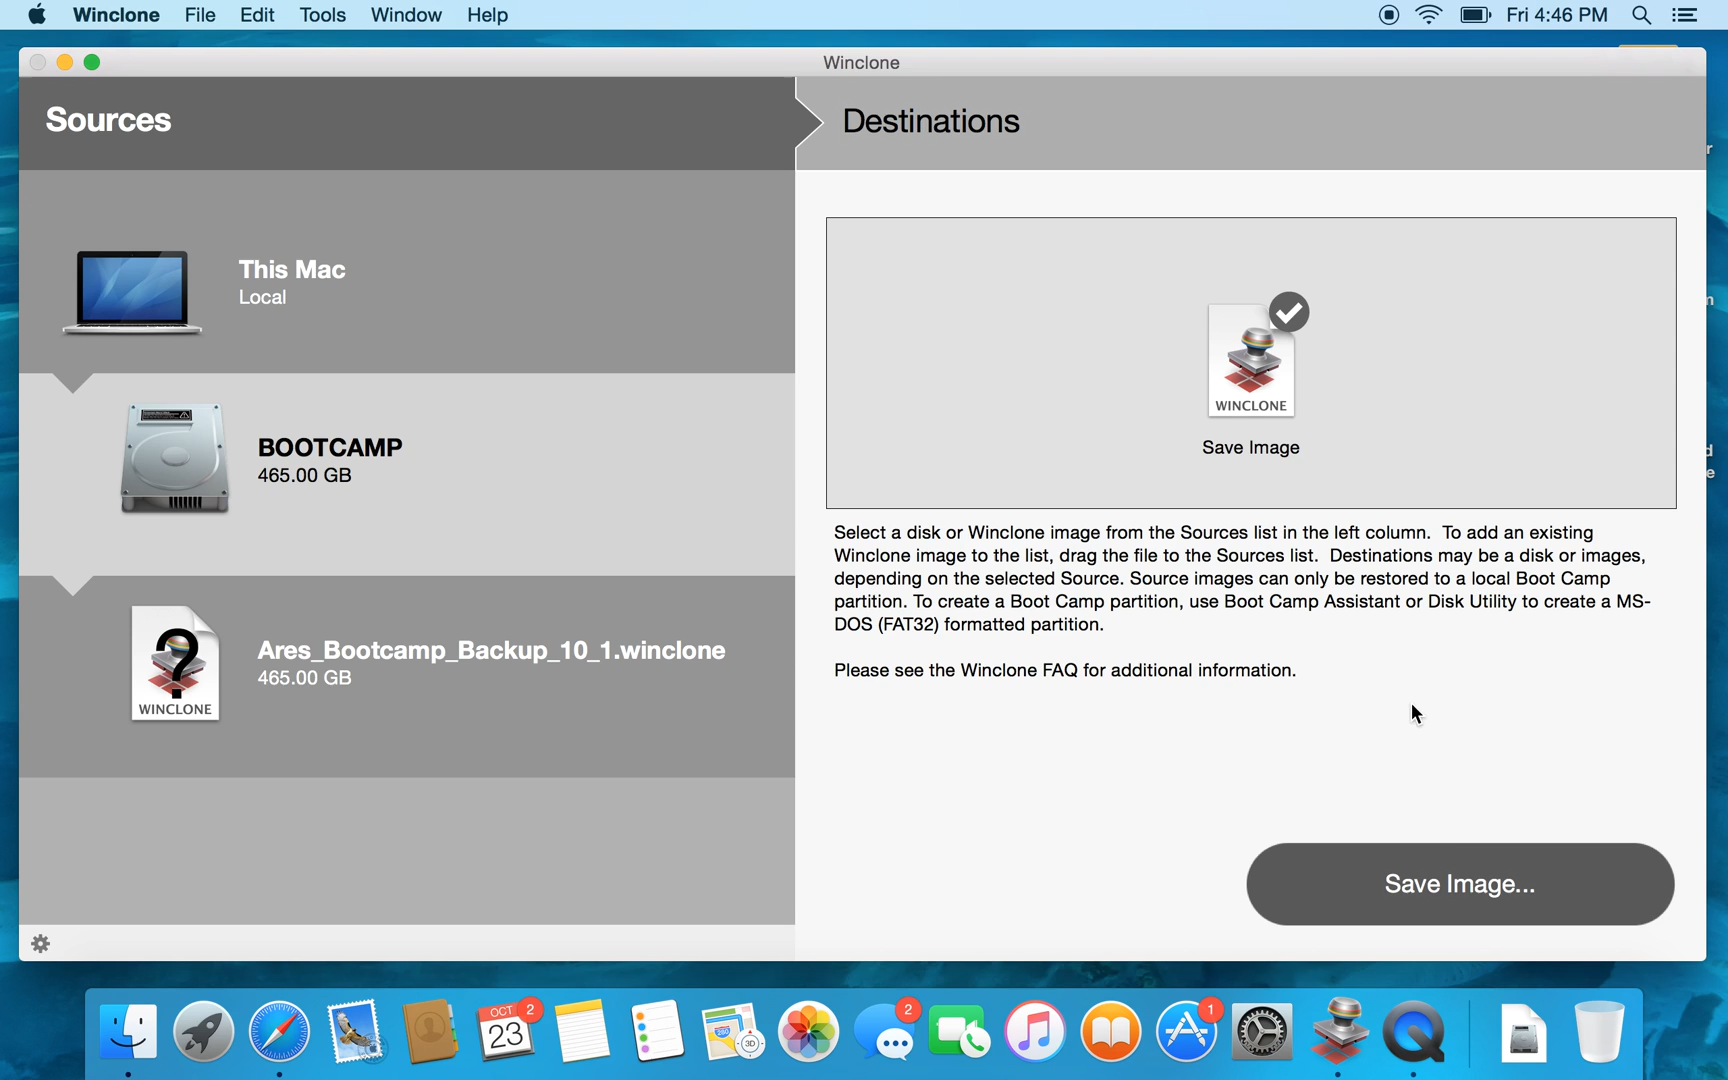 Winclone File Edit Tools Window Help Fri 4:46 PM
Winclone
Sources
Destinations
This Mac
Local
BOOTCAMP
465.00 GB
Ares_Bootcamp_Backup_10_1.winclone
465.00 GB
WINCLONE
WINCLONE
Save Image
Select a disk or Winclone image from the Sources list in the left column. To add an existing
Winclone image to the list, drag the file to the Sources list. Destinations may be a disk or images,
depending on the selected Source. Source images can only be restored to a local Boot Camp
partition. To create a Boot Camp partition, use Boot Camp Assistant or Disk Utility to create a MS-
DOS (FAT32) formatted partition.
Please see the Winclone FAQ for additional information.
Save Image...
OCT
23
2
280
3D
2
1